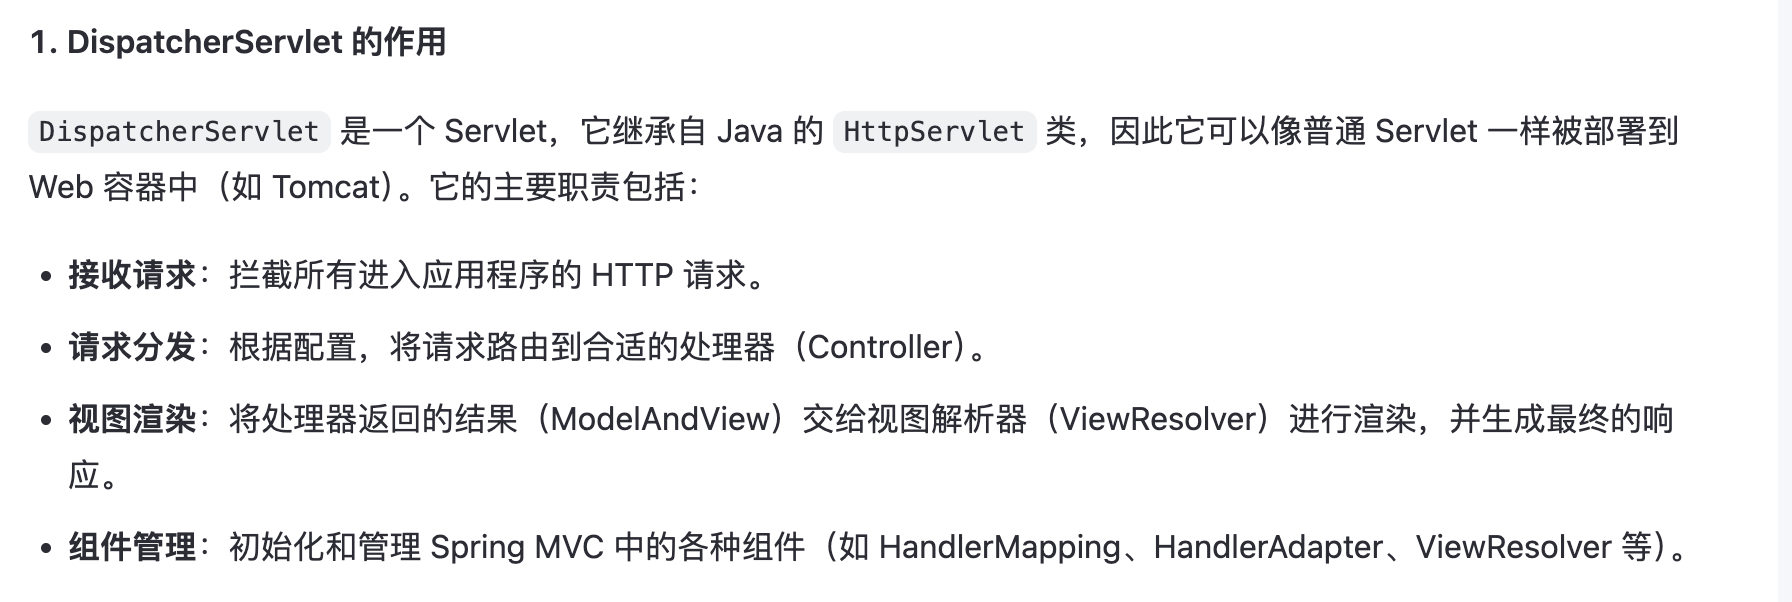 1. DispatcherServlet 的作用
DispatcherServlet 是一个 Servlet，它继承自 Java 的 HttpServlet 类，因此它可以像普通 Servlet 一样被部署到
Web 容器中（如 Tomcat）。它的主要职责包括：
• 接收请求：拦截所有进入应用程序的 HTTP 请求。
• 请求分发：根据配置，将请求路由到合适的处理器（Controller）。
• 视图渲染：将处理器返回的结果（ModelAndView）交给视图解析器（ViewResolver）进行渲染，并生成最终的响
应。
• 组件管理：初始化和管理 Spring MVC 中的各种组件（如 HandlerMapping、HandlerAdapter、ViewResolver 等）。